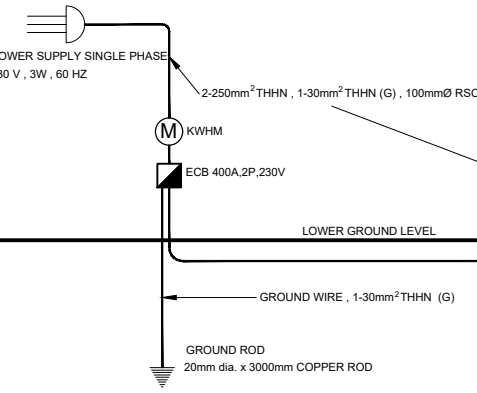 OWER SUPPLY SINGLE PHASE
30 V , 3W , 60 HZ
2-250mm² THHN , 1-30mm² THHN (G) , 100mmØ RSC
M KWHM
ECB 400A,2P,230V
LOWER GROUND LEVEL
GROUND WIRE , 1-30mm² THHN (G)
GROUND ROD
20mm dia. x 3000mm COPPER ROD